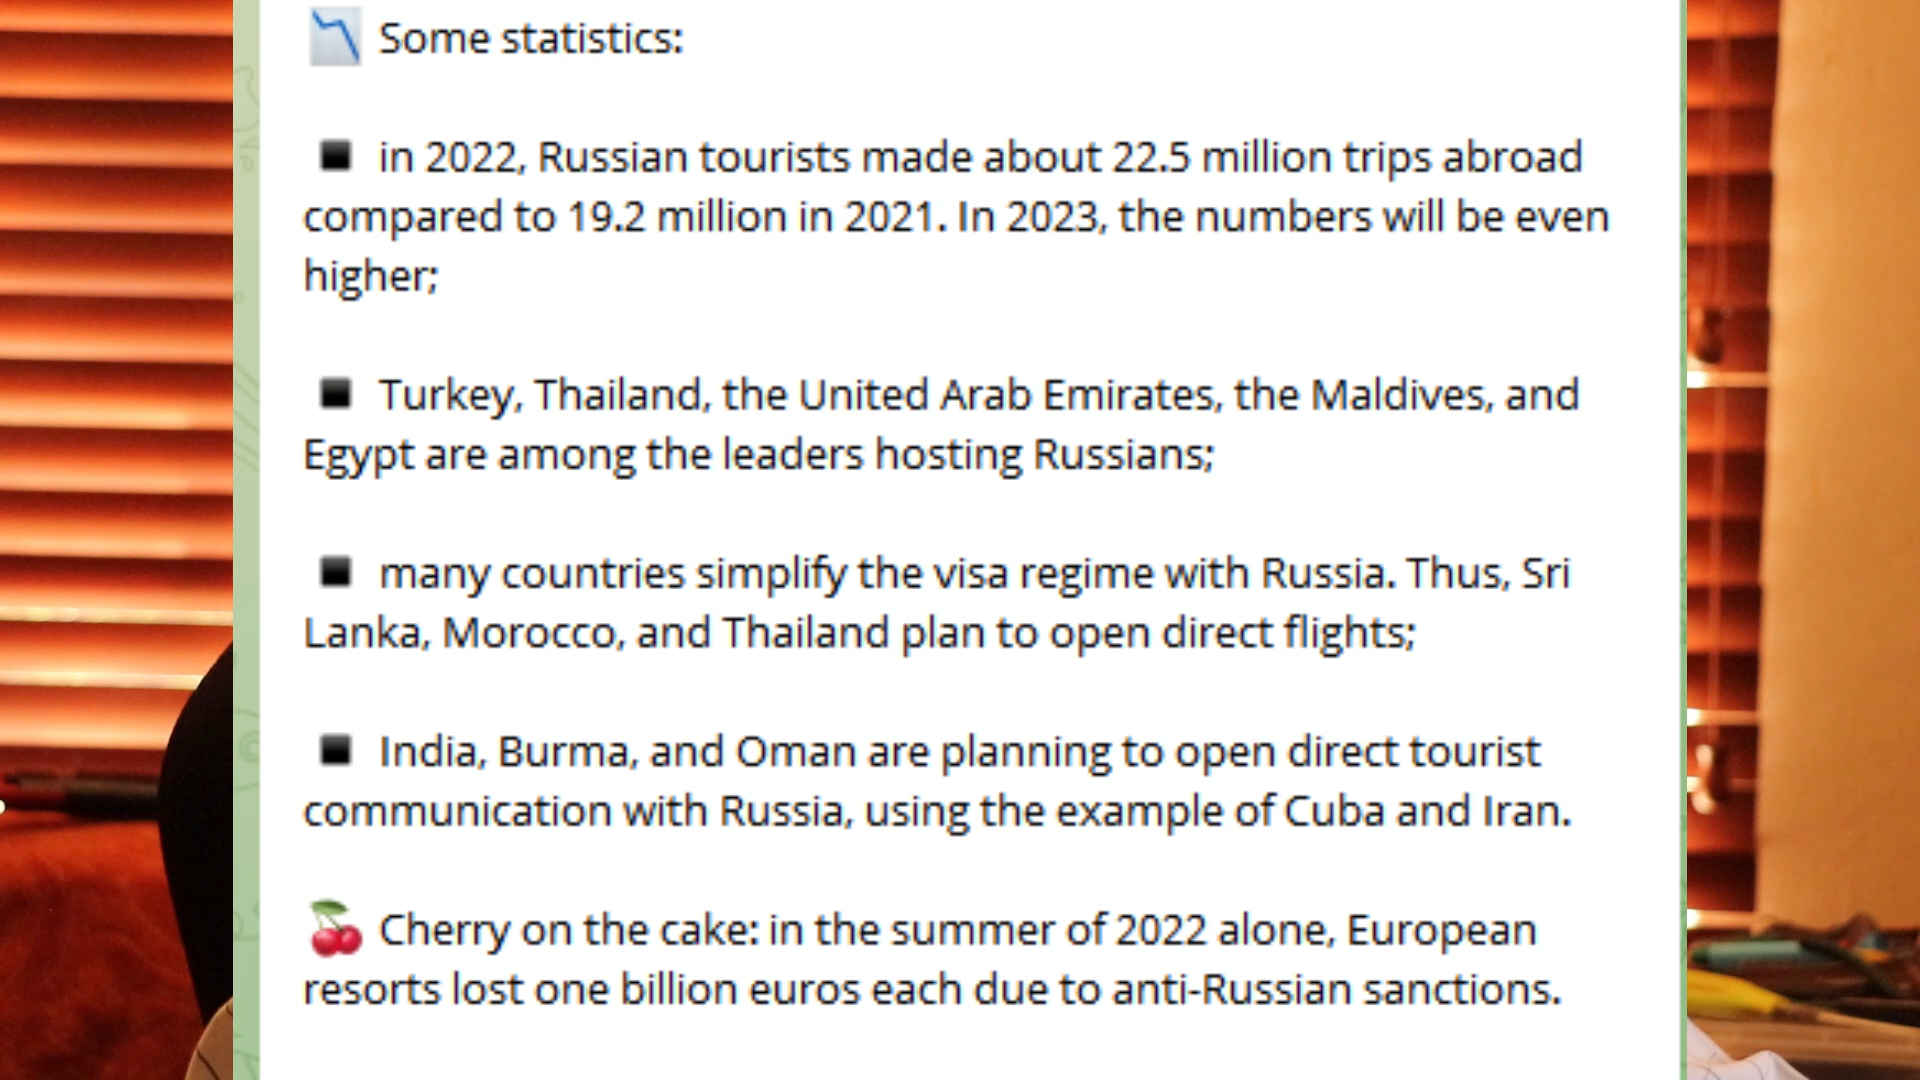 Some statistics:
in 2022, Russian tourists made about 22.5 million trips abroad
compared to 19.2 million in 2021. In 2023, the numbers will be even
higher;
Turkey, Thailand, the United Arab Emirates, the Maldives, and
Egypt are among the leaders hosting Russians;
many countries simplify the visa regime with Russia. Thus, Sri
Lanka, Morocco, and Thailand plan to open direct flights;
India, Burma, and Oman are planning to open direct tourist
communication with Russia, using the example of Cuba and Iran.
Cherry on the cake: in the summer of 2022 alone, European
resorts lost one billion euros each due to anti-Russian sanctions.